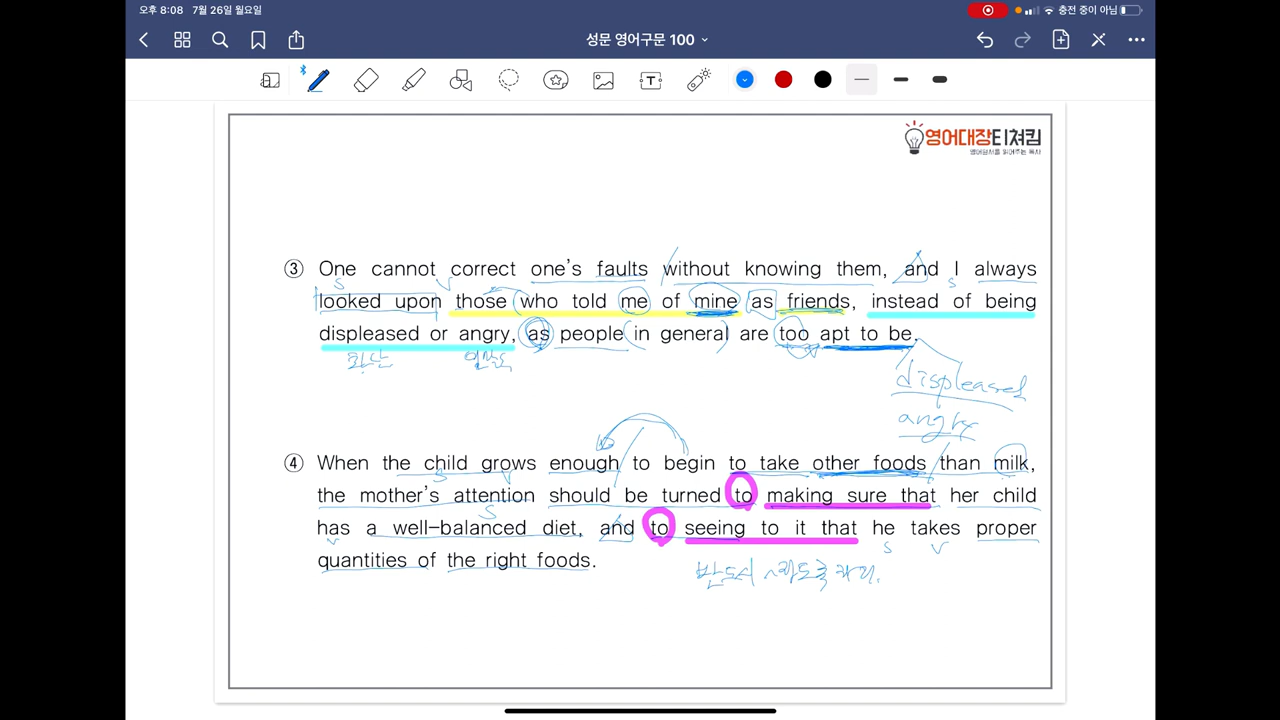 오후 8:08 7월 26일 월요일
충전 중이 아님
성문 영어구문 100
T
영어대장티쳐킴
③ One cannot correct one's faults without knowing them, and I always
looked upon those who told me of mine as friends, instead of being
displeased or angry, as people in general are too apt to be.
화난
displeased
angry
④ When the child grows enough to begin to take other foods than milk,
the mother's attention should be turned to making sure that her child
has a well-balanced diet, and to seeing to it that he takes proper
quantities of the right foods.
반드시 ~하도록 하다.